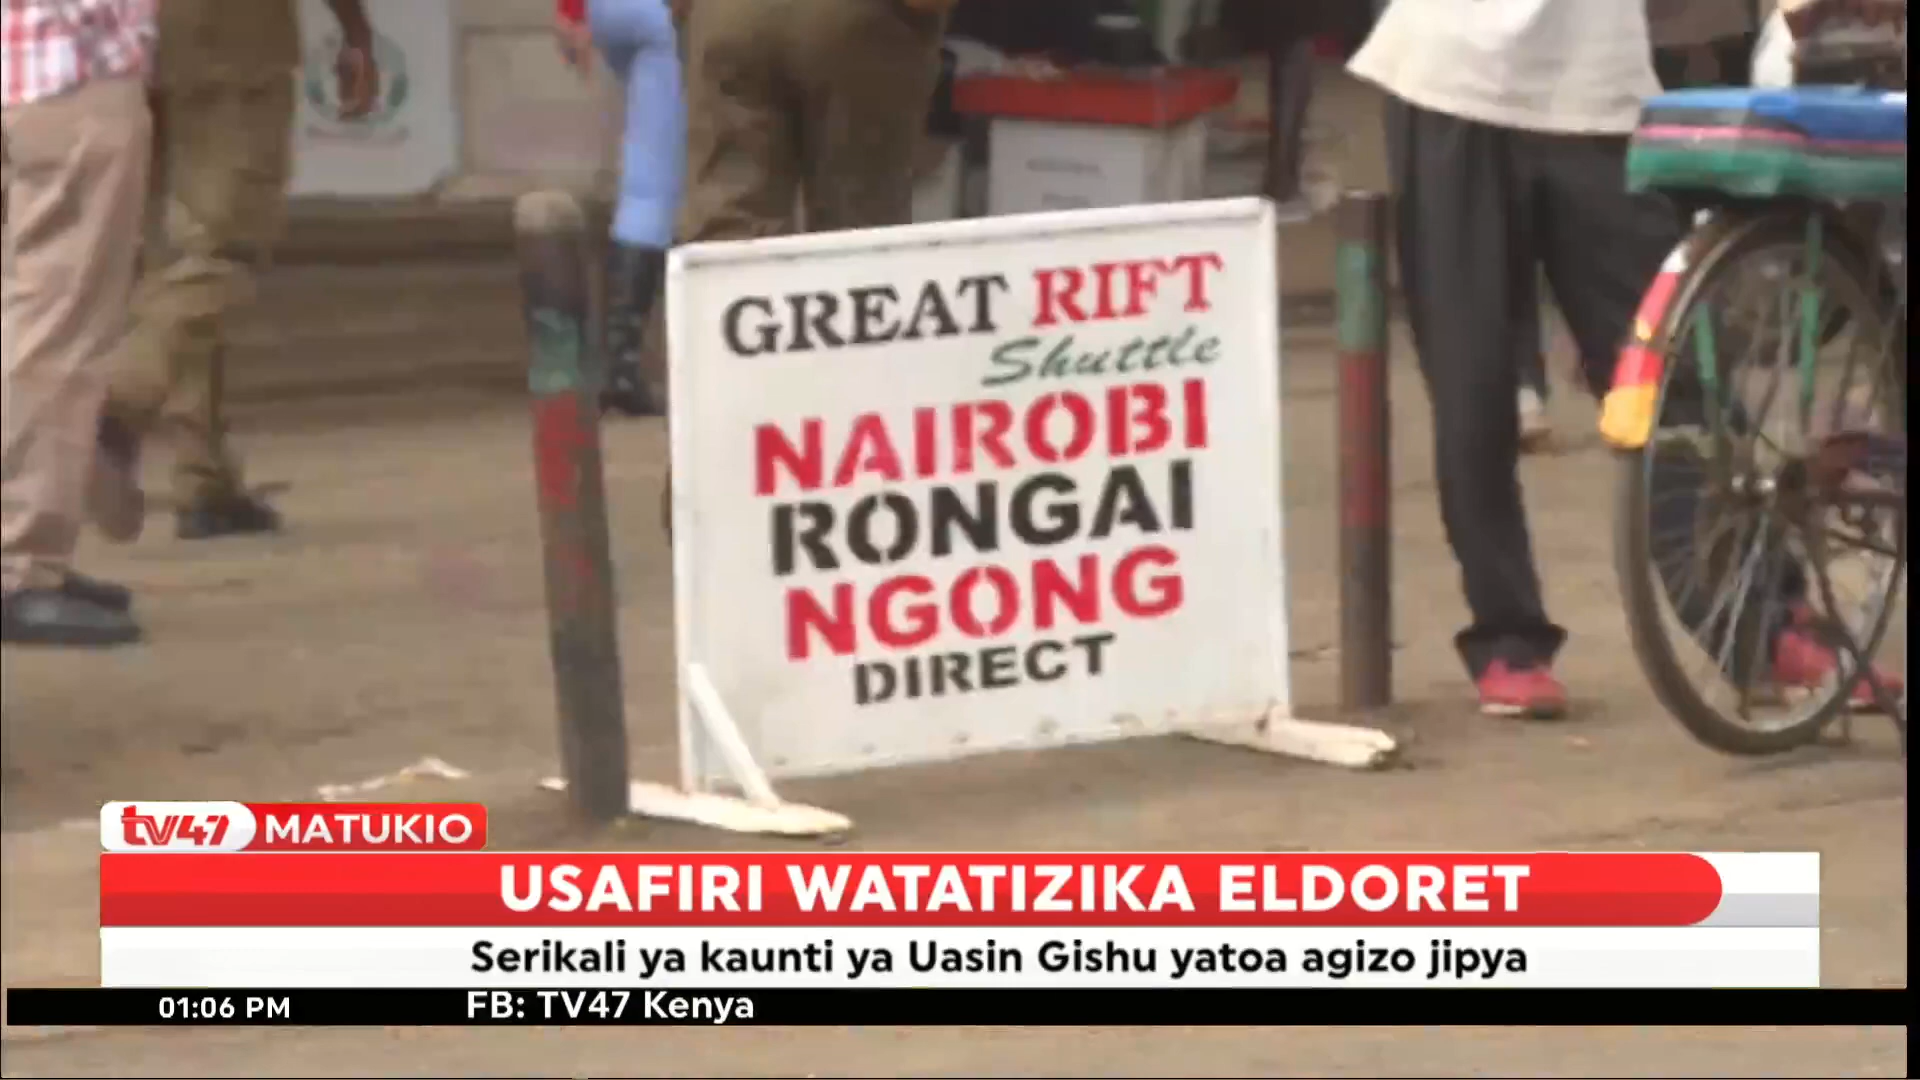 GREAT RIFT
Shuttle
NAIROBI
RONGAI
NGONG
DIRECT
tv47 MATUKIO
USAFIRI WATATIZIKA ELDORET
Serikali ya kaunti ya Uasin Gishu yatoa agizo jipya
01:06 PM FB: TV47 Kenya